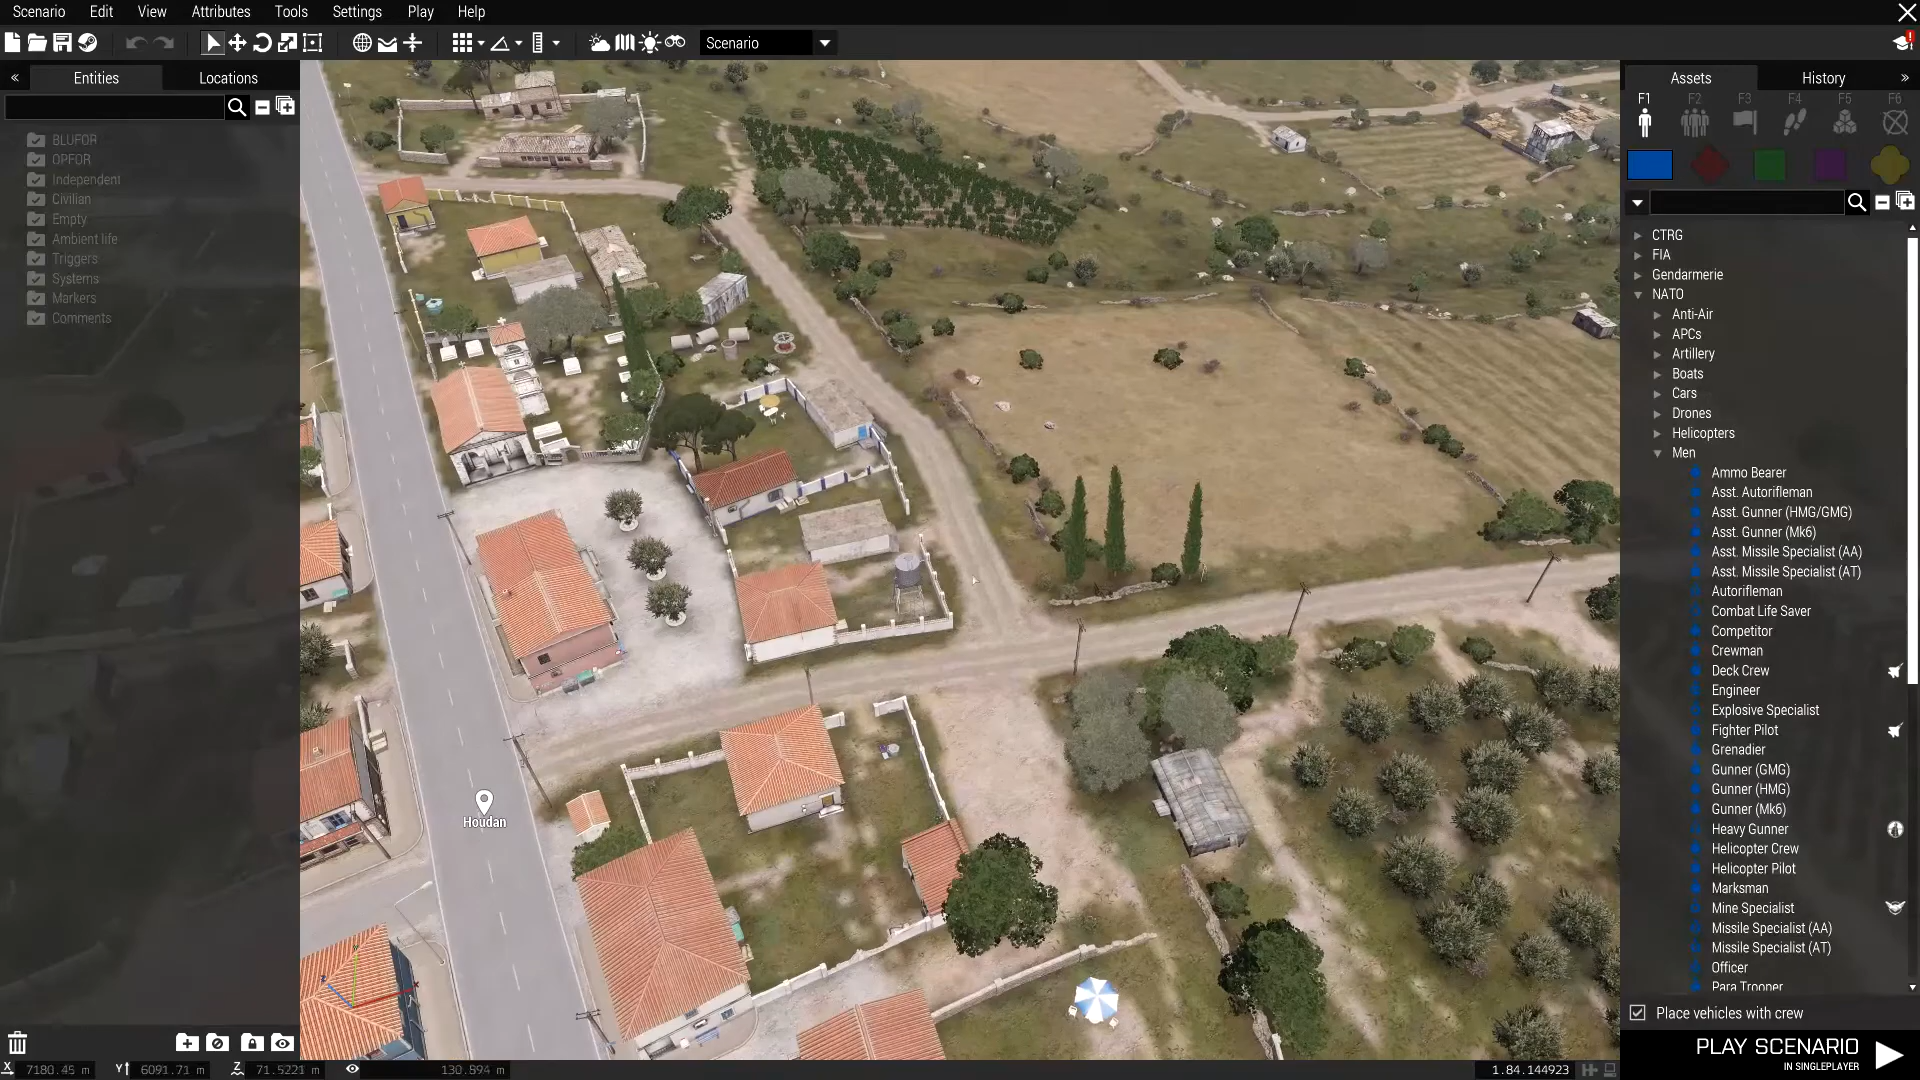 Scenario Edit View Attributes Tools Settings Play Help
Scenario
Entities Locations
BLUFOR
OPFOR
Independent
Civilian
Empty
Ambient life
Triggers
Systems
Markers
Comments
Houdan
X 7180.45 m Y 6091.71 m Z 71.5221 m 130.894 m
1.84.144923
Assets History
F1 F2 F3 F4 F5 F6
CTRG
FIA
Gendarmerie
NATO
Anti-Air
APCs
Artillery
Boats
Cars
Drones
Helicopters
Men
Ammo Bearer
Asst. Autorifleman
Asst. Gunner (HMG/GMG)
Asst. Gunner (Mk6)
Asst. Missile Specialist (AA)
Asst. Missile Specialist (AT)
Autorifleman
Combat Life Saver
Competitor
Crewman
Deck Crew
Engineer
Explosive Specialist
Fighter Pilot
Grenadier
Gunner (GMG)
Gunner (HMG)
Gunner (Mk6)
Heavy Gunner
Helicopter Crew
Helicopter Pilot
Marksman
Mine Specialist
Missile Specialist (AA)
Missile Specialist (AT)
Officer
Para Trooper
Place vehicles with crew
PLAY SCENARIO
IN SINGLEPLAYER